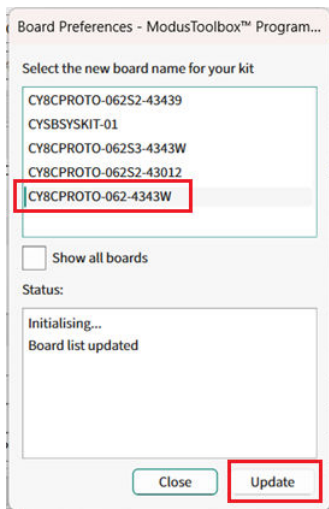 Board Preferences - ModusToolbox™ Program...
Select the new board name for your kit
CY8CPROTO-062S2-43439
CYSBSYSKIT-01
CY8CPROTO-062S3-4343W
CY8CPROTO-062S2-43012
CY8CPROTO-062-4343W
Show all boards
Status:
Initialising...
Board list updated
Close Update